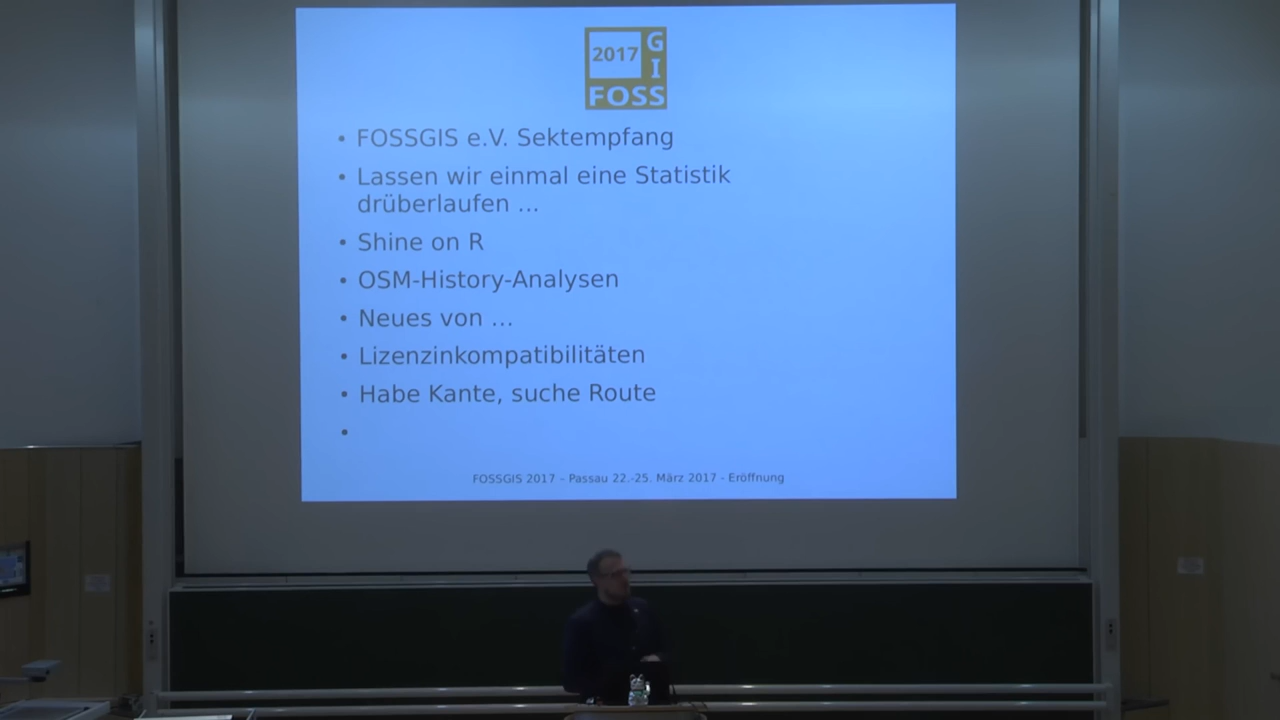 2017
G
I
FOSS
• FOSSGIS e.V. Sektempfang
• Lassen wir einmal eine Statistik
drüberlaufen ...
• Shine on R
• OSM-History-Analysen
• Neues von ...
• Lizenzinkompatibilitäten
• Habe Kante, suche Route
•
FOSSGIS 2017 – Passau 22.-25. März 2017 - Eröffnung